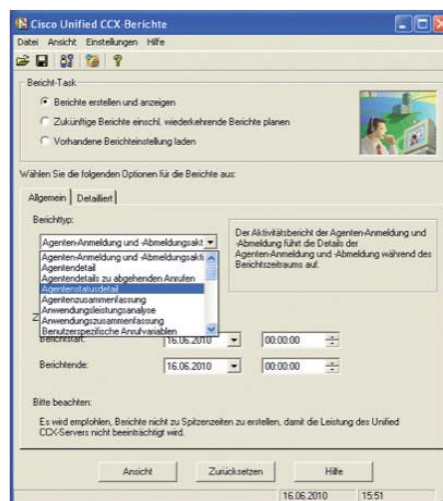 Cisco Unified CCX-Berichte
Datei Ansicht Einstellungen Hilfe
Bericht-Task
Berichte erstellen und anzeigen
Zukünftige Berichte einschl. wiederkehrende Berichte planen
Vorhandene Berichteinstellung laden
Wählen Sie die folgenden Optionen für die Berichte aus:
Allgemein Detailliert
Berichttyp:
Agenten-Anmeldung und -Abmeldungsakt
Agenten-Anmeldung und -Abmeldungsakti
Agentendetail
Agentendetails zu abgehenden Anrufen
Agentenstatusdetail
Agentenzusammenfassung
Anwendungsleistungsanalyse
Anwendungszusammenfassung
Benutzerspezifische Anrufvariablen
Der Aktivitätsbericht der Agenten-Anmeldung und
-Abmeldung führt die Details der
Agenten-Anmeldung und -Abmeldung während des
Berichtszeitraums auf.
Z
Berichtstart: 16.06.2010 00:00:00
Berichtende: 16.06.2010 00:00:00
Bitte beachten:
Es wird empfohlen, Berichte nicht zu Spitzenzeiten zu erstellen, damit die Leistung des Unified
CCX-Servers nicht beeinträchtigt wird.
Ansicht Zurücksetzen Hilfe
16.06.2010 15:51